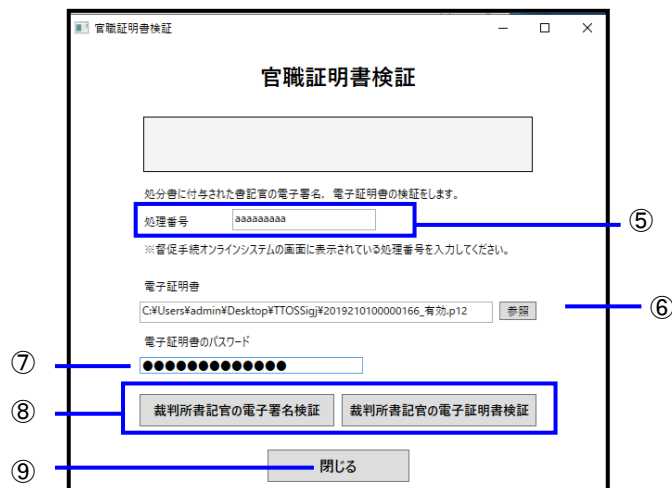 官職証明書検証
官職証明書検証
処分書に付与された書記官の電子署名，電子証明書の検証をします。
処理番号 aaaaaaaaa
⑤
※督促手続オンラインシステムの画面に表示されている処理番号を入力してください。
電子証明書
C:¥Users¥admin¥Desktop¥TTOSSigj¥2019210100000166_有効.p12 参照
⑥
電子証明書のパスワード
⑦ ●●●●●●●●●●●●●
⑧ 裁判所書記官の電子署名検証 裁判所書記官の電子証明書検証
⑨ 閉じる